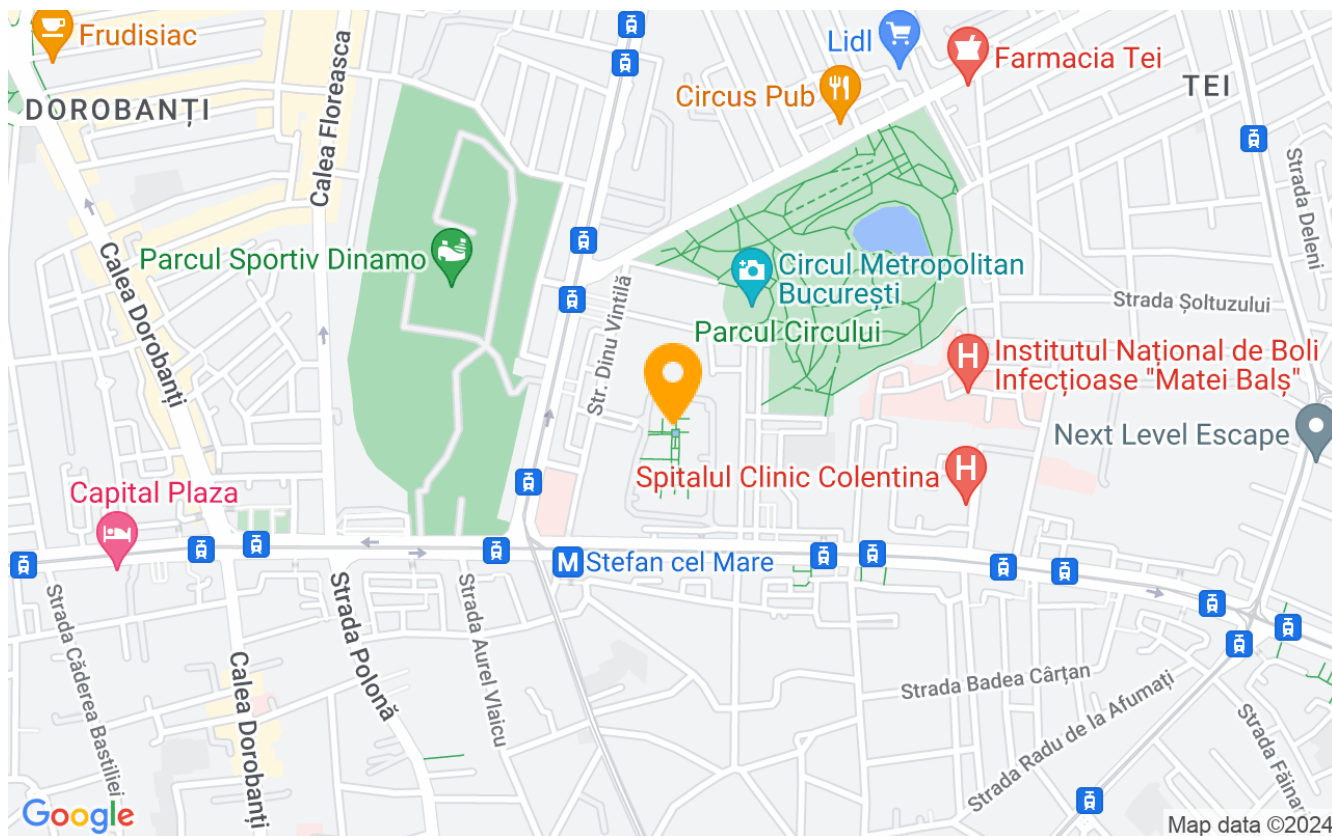 Frudisiac
DOROBANȚI
Calea Floreasca
Lidl
Farmacia Tei
Circus Pub
TEI
Strada Deleni
Parcul Sportiv Dinamo
Calea Dorobanți
Circul Metropolitan
București
Parcul Circului
Str. Dinu Vintilă
Strada Șoltuzului
H
Institutul Național de Boli
Infecțioase "Matei Balș"
Next Level Escape
Spitalul Clinic Colentina
H
Capital Plaza
M
Stefan cel Mare
Strada Căderea Bastiliei
Calea Dorobanți
Strada Polonă
Strada Aurel Vlaicu
Strada Badea Cârțan
Strada Radu de la Afumați
Strada Făinar
Google
Map data ©2024